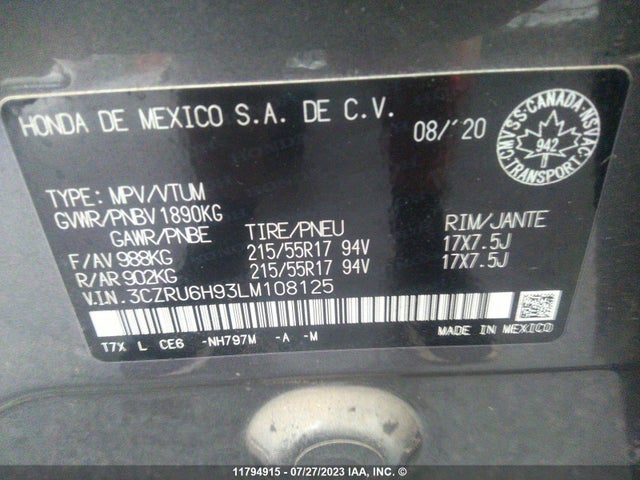 HONDA DE MEXICO S.A. DE C.V.
08/'20
CMVSS-CANADA-NSVAC
942
TRANSPORT
TYPE: MPV/VTUM
GVWR/PNBV 1890KG
GAWR/PNBE TIRE/PNEU RIM/JANTE
F/AV 988KG 215/55R17 94V 17X7.5J
R/AR 902KG 215/55R17 94V 17X7.5J
V.I.N. 3CZRU6H93LM108125
T7X L CE6 -NH797M -A -M
MADE IN MEXICO
11794915 - 07/27/2023 IAA, INC. ©